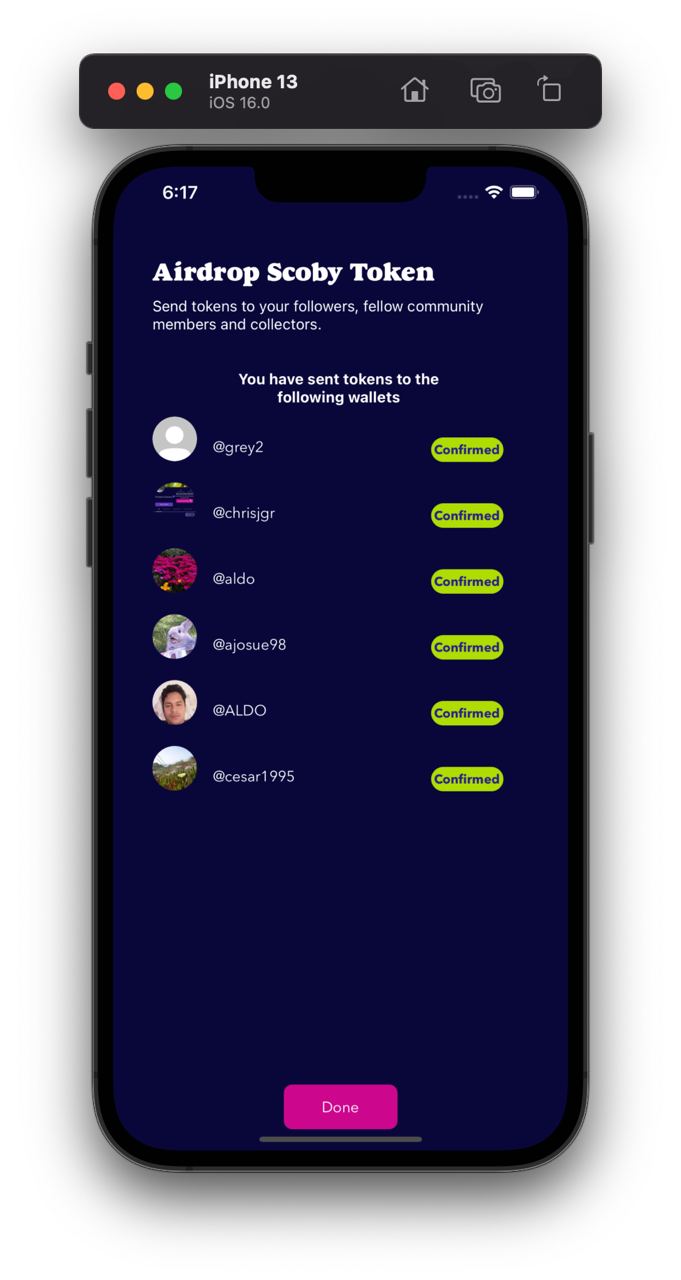 iPhone 13
iOS 16.0
6:17
Airdrop Scoby Token
Send tokens to your followers, fellow community
members and collectors.
You have sent tokens to the
following wallets
@grey2
Confirmed
@chrisjgr
Confirmed
@aldo
Confirmed
@ajosue98
Confirmed
@ALDO
Confirmed
@cesar1995
Confirmed
Done